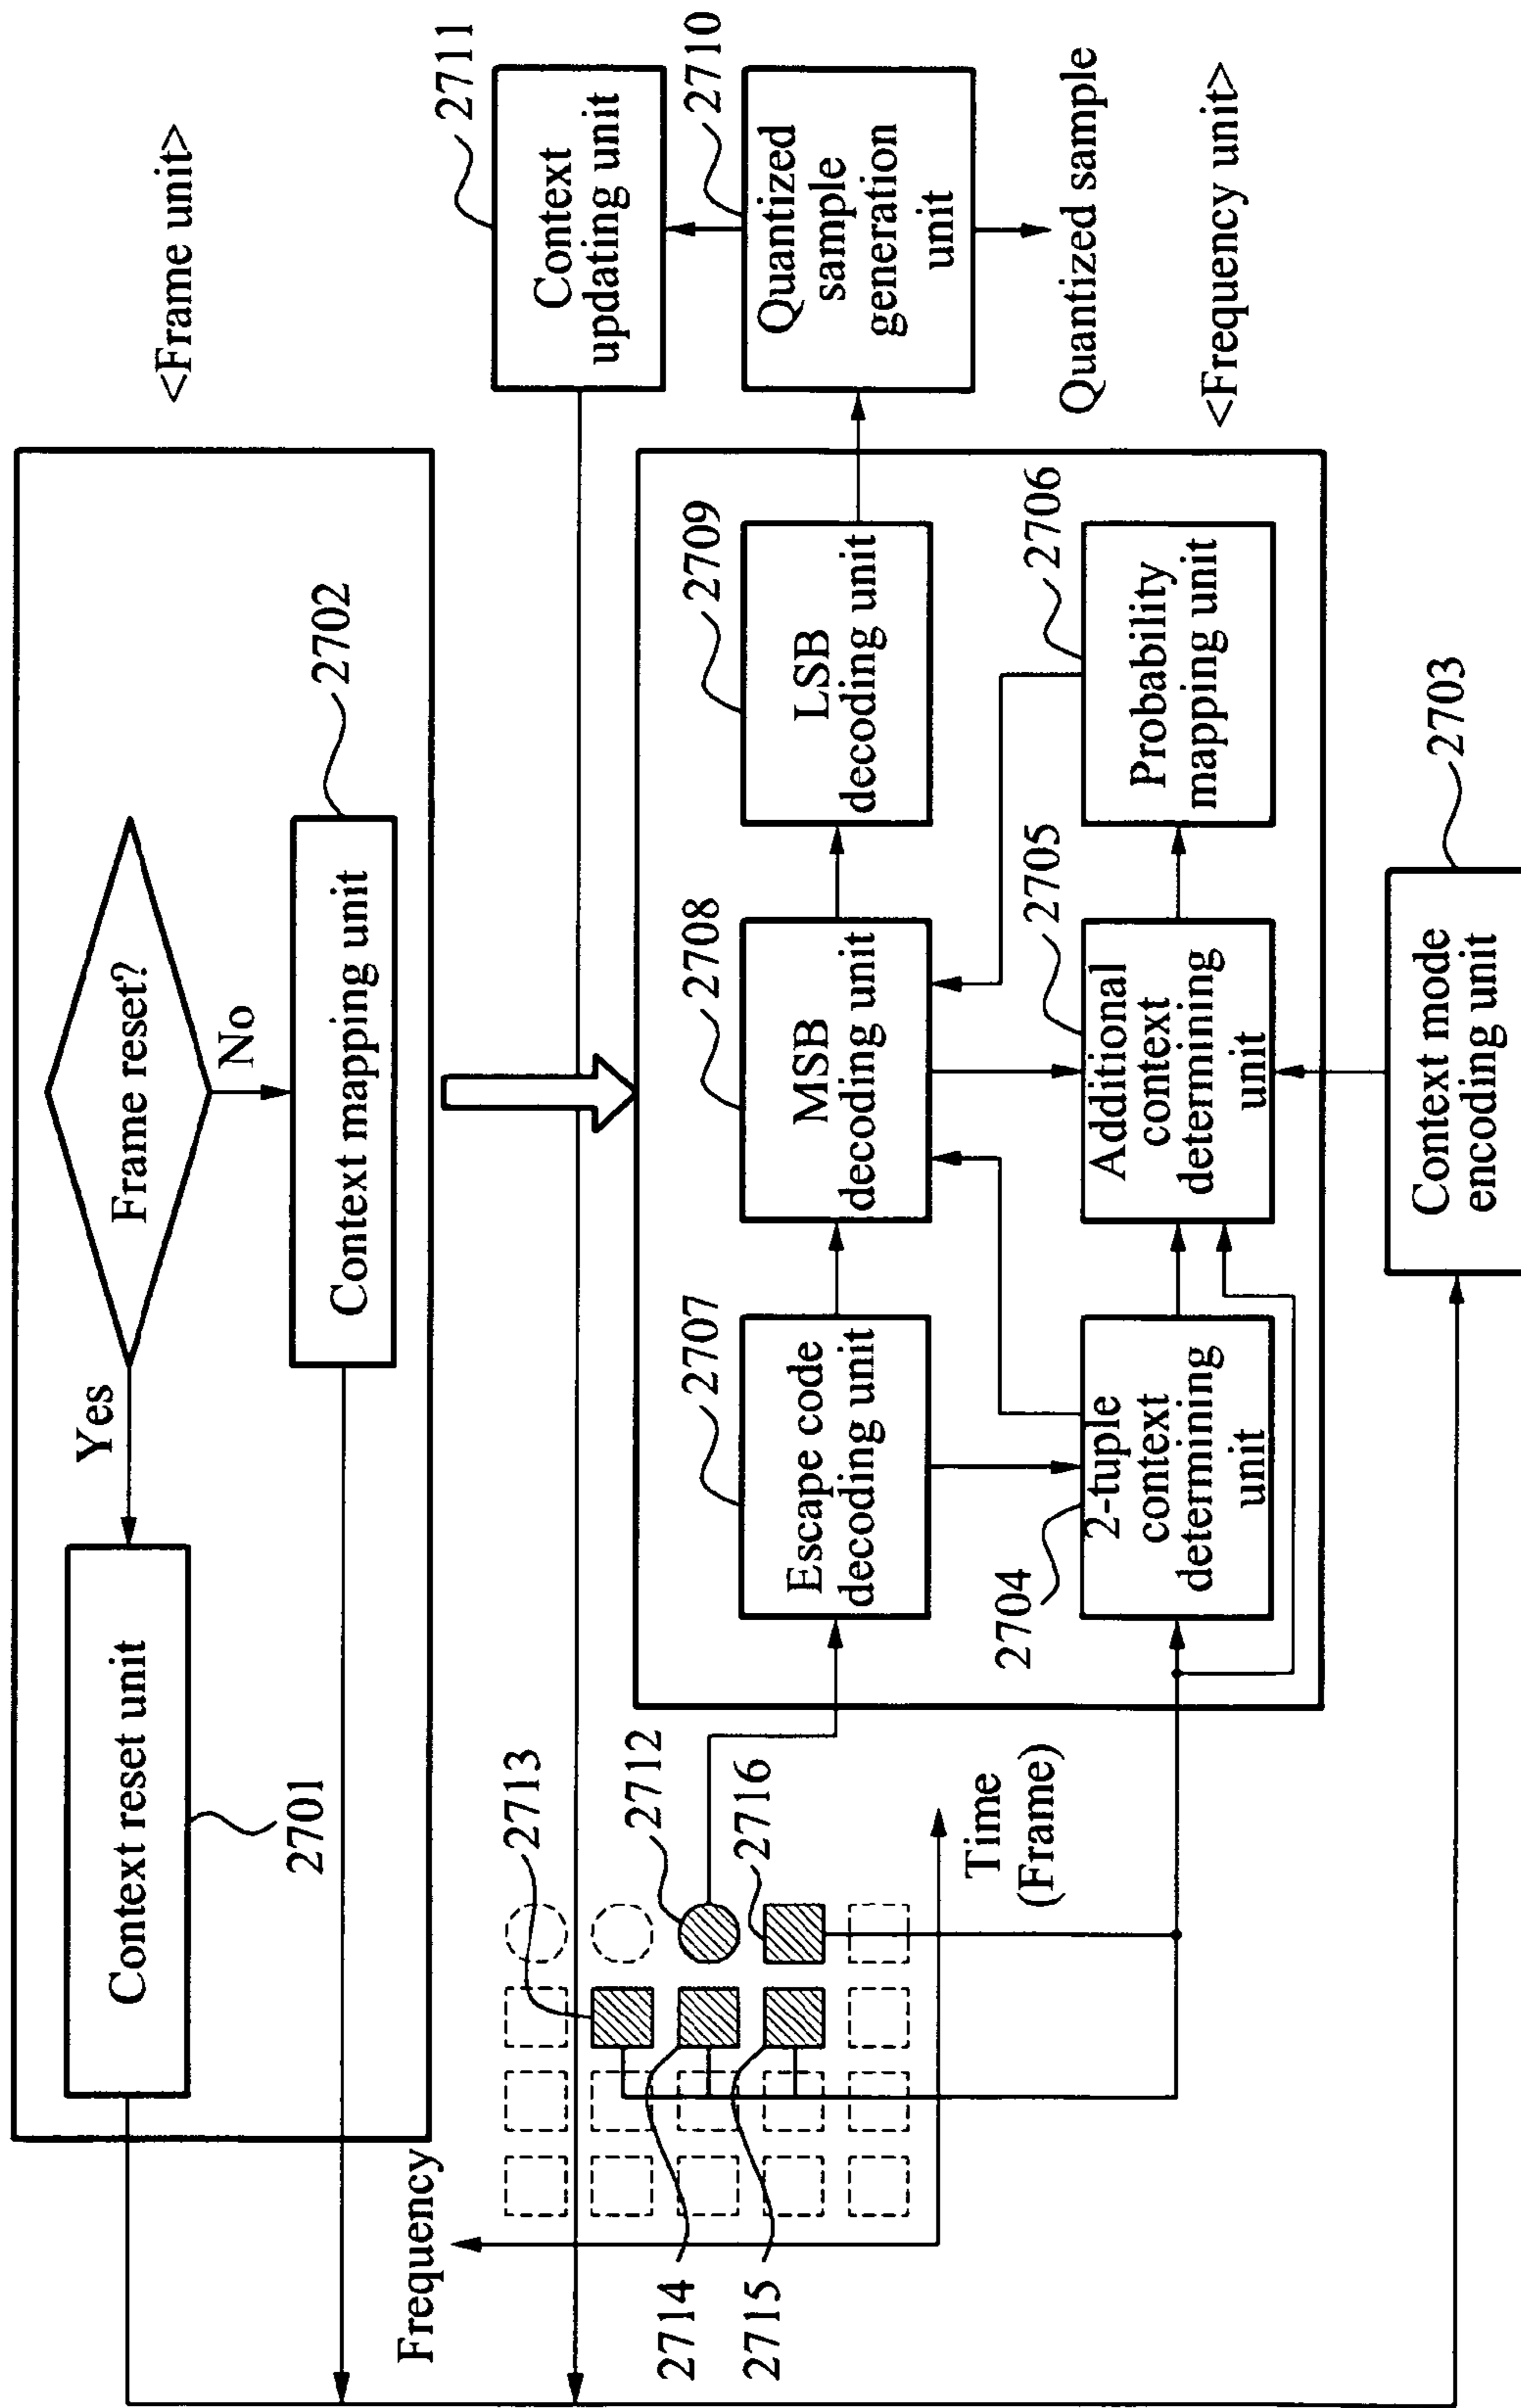 <Frame unit>
Yes
Frame reset?
No
Context reset unit
2701
Context mapping unit
2702
Frequency
2713
2712
2716
2714
2715
Time
(Frame)
2711
Context
updating unit
2710
Quantized
sample
generation
unit
Quantized sample
<Frequency unit>
2707
Escape code
decoding unit
2708
MSB
decoding unit
2709
LSB
decoding unit
2704
2-tuple
context
determining
unit
2705
Additional
context
determining
unit
2706
Probability
mapping unit
2703
Context mode
encoding unit